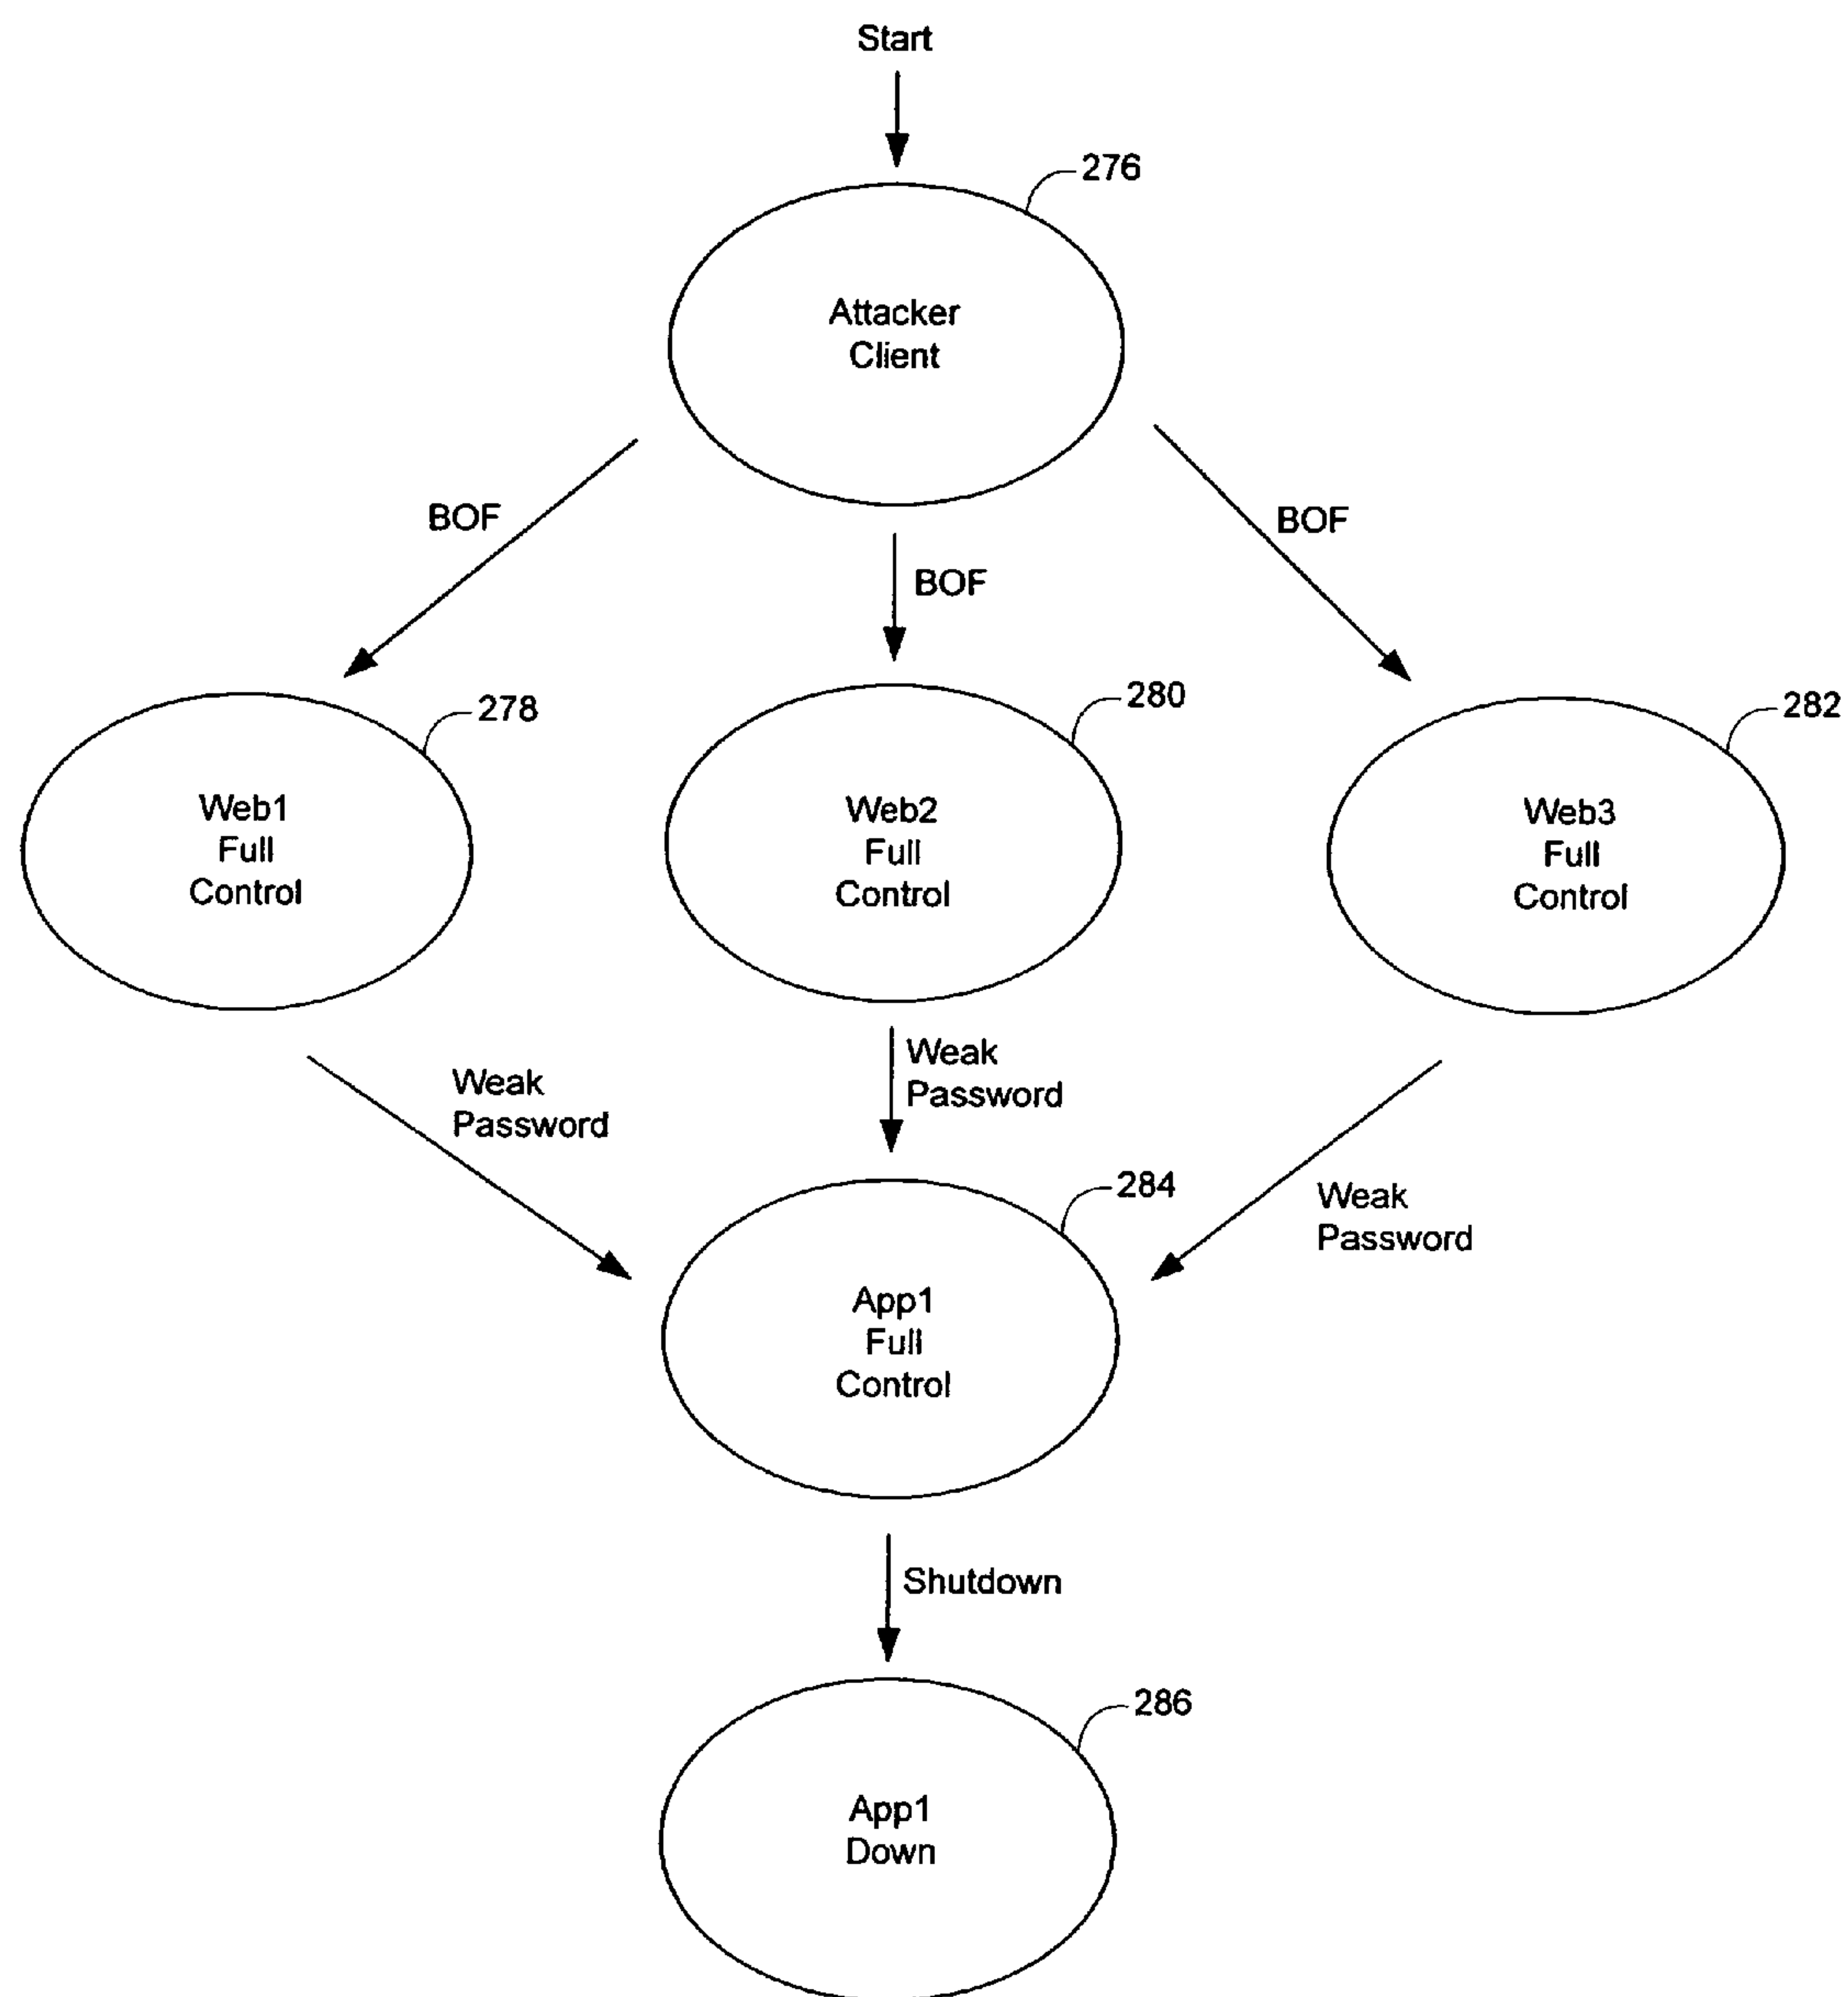 Start
276
Attacker
Client
BOF
BOF
BOF
278
280
282
Web1
Full
Control
Web2
Full
Control
Web3
Full
Control
Weak
Password
Weak
Password
Weak
Password
284
App1
Full
Control
Shutdown
286
App1
Down